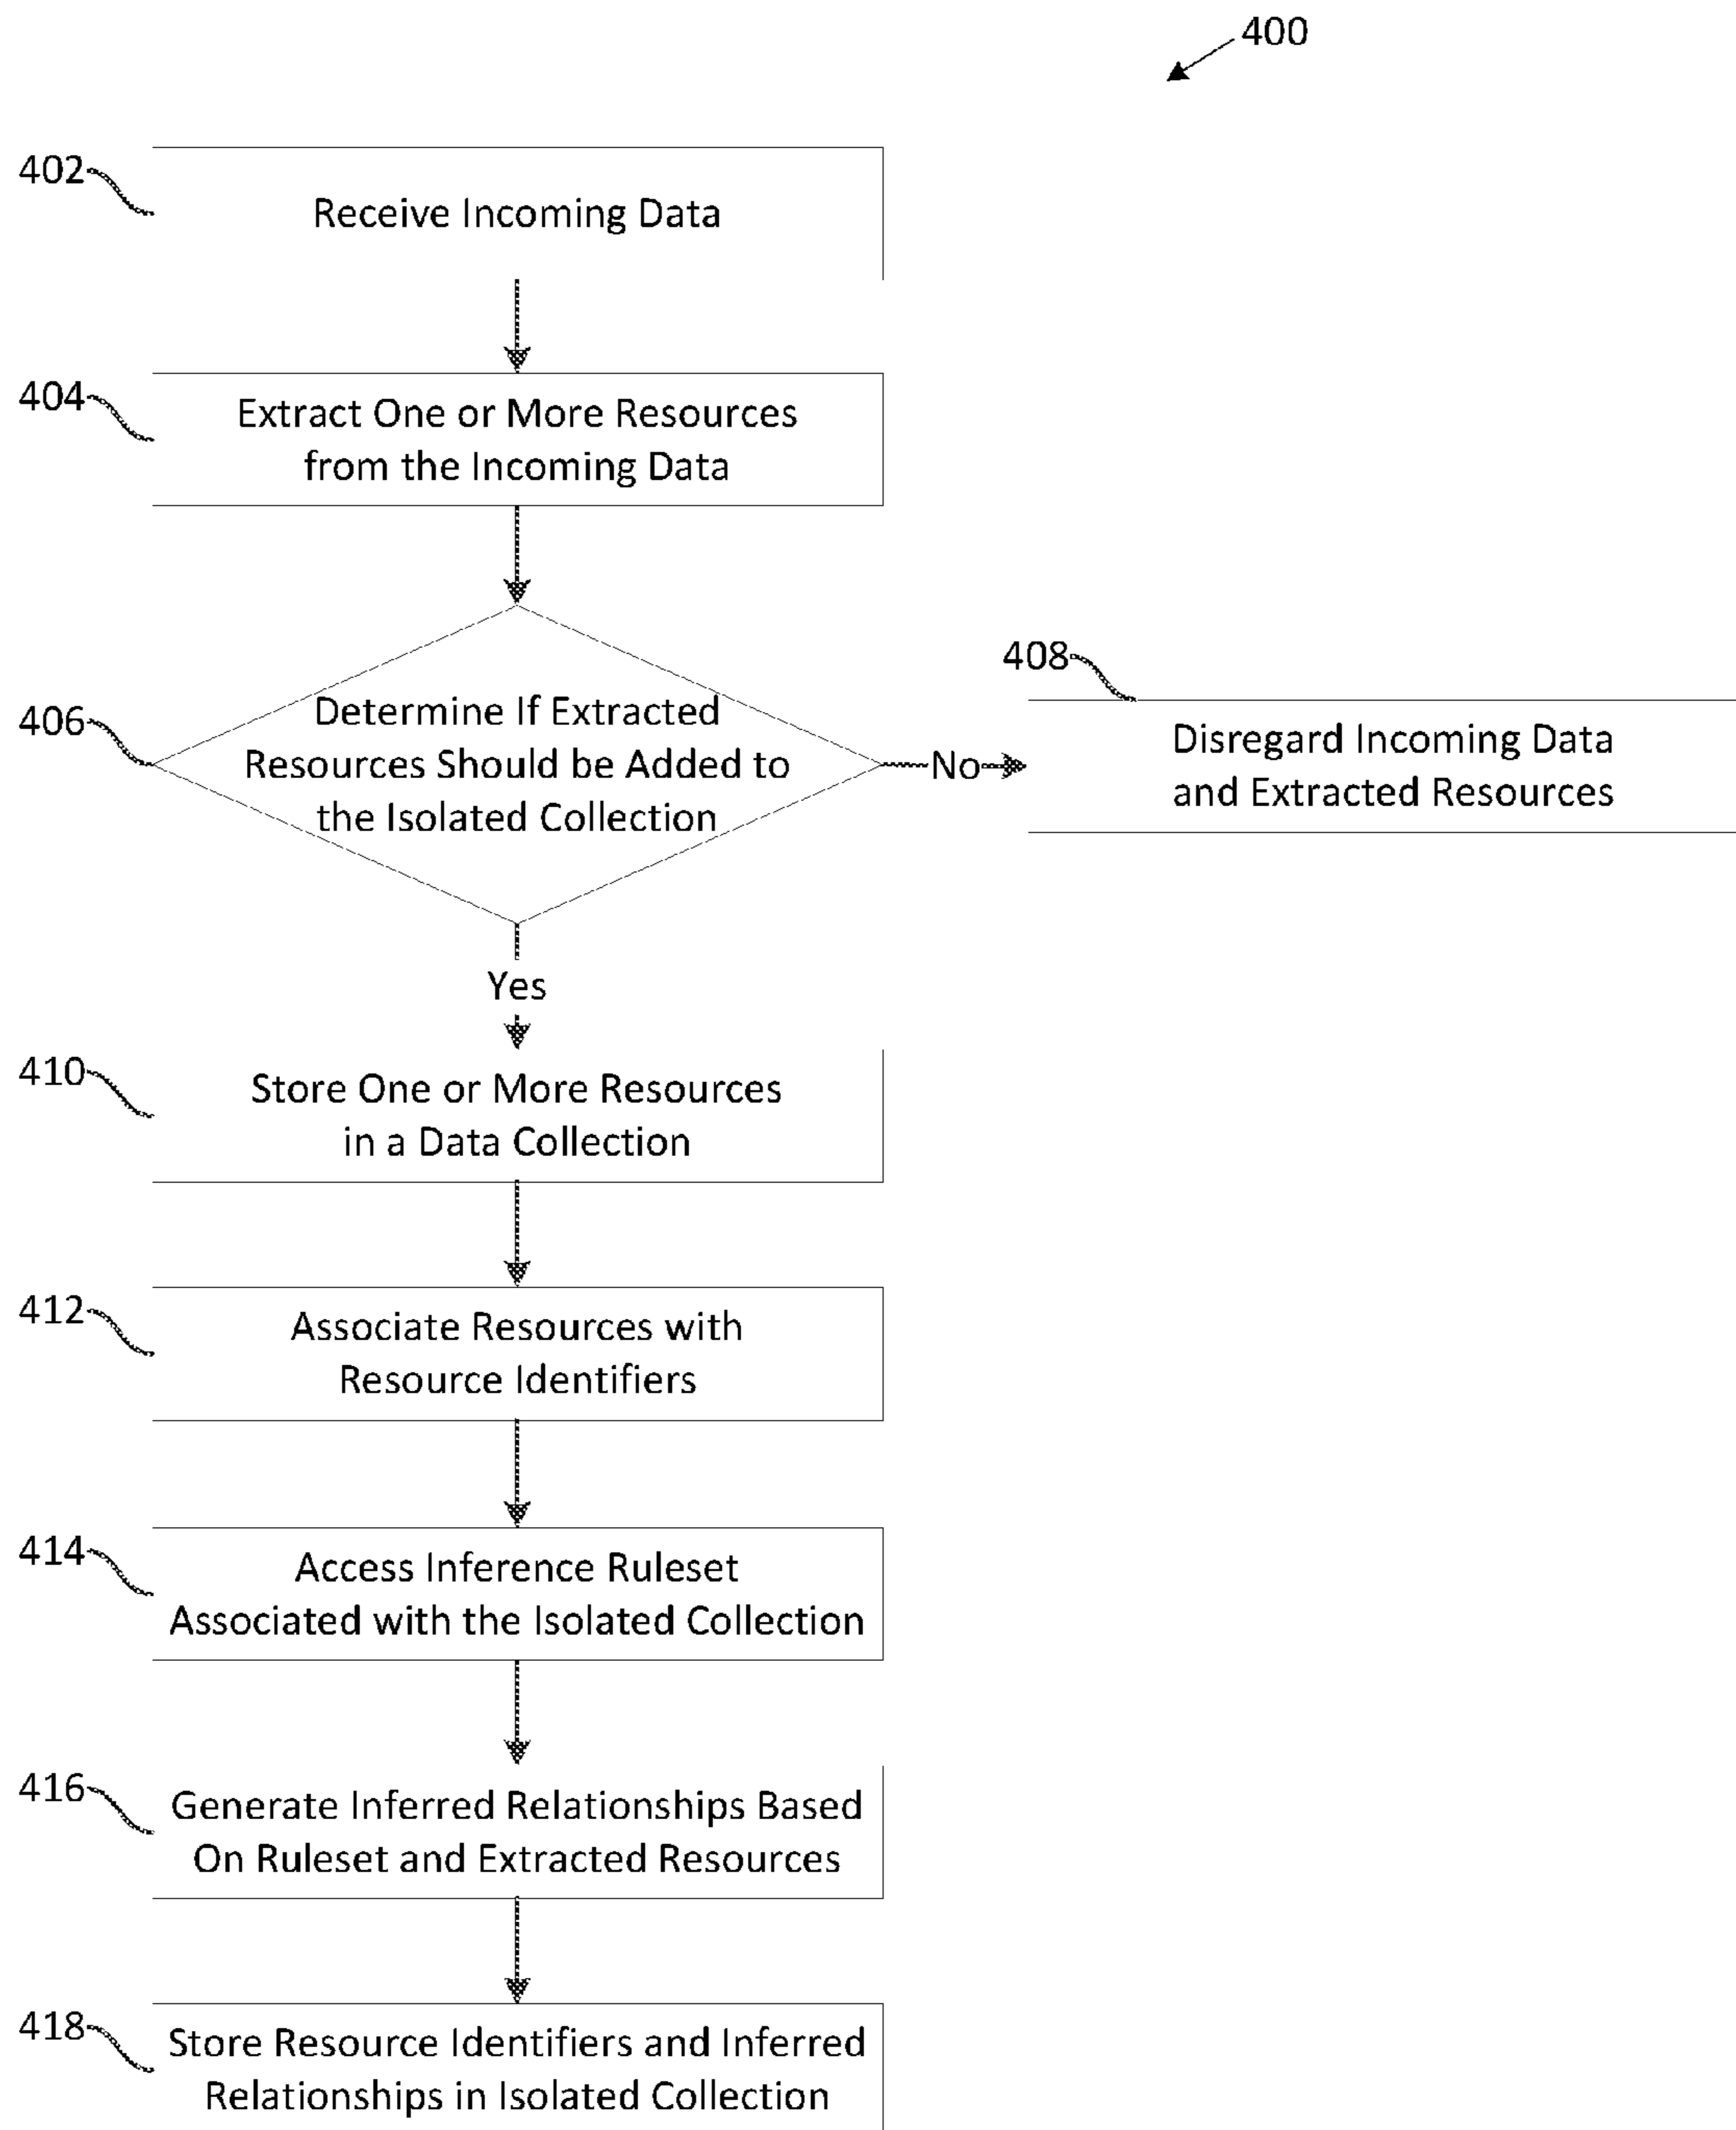 400
402
Receive Incoming Data
404
Extract One or More Resources
from the Incoming Data
406
Determine If Extracted
Resources Should be Added to
the Isolated Collection
No
408
Disregard Incoming Data
and Extracted Resources
Yes
410
Store One or More Resources
in a Data Collection
412
Associate Resources with
Resource Identifiers
414
Access Inference Ruleset
Associated with the Isolated Collection
416
Generate Inferred Relationships Based
On Ruleset and Extracted Resources
418
Store Resource Identifiers and Inferred
Relationships in Isolated Collection